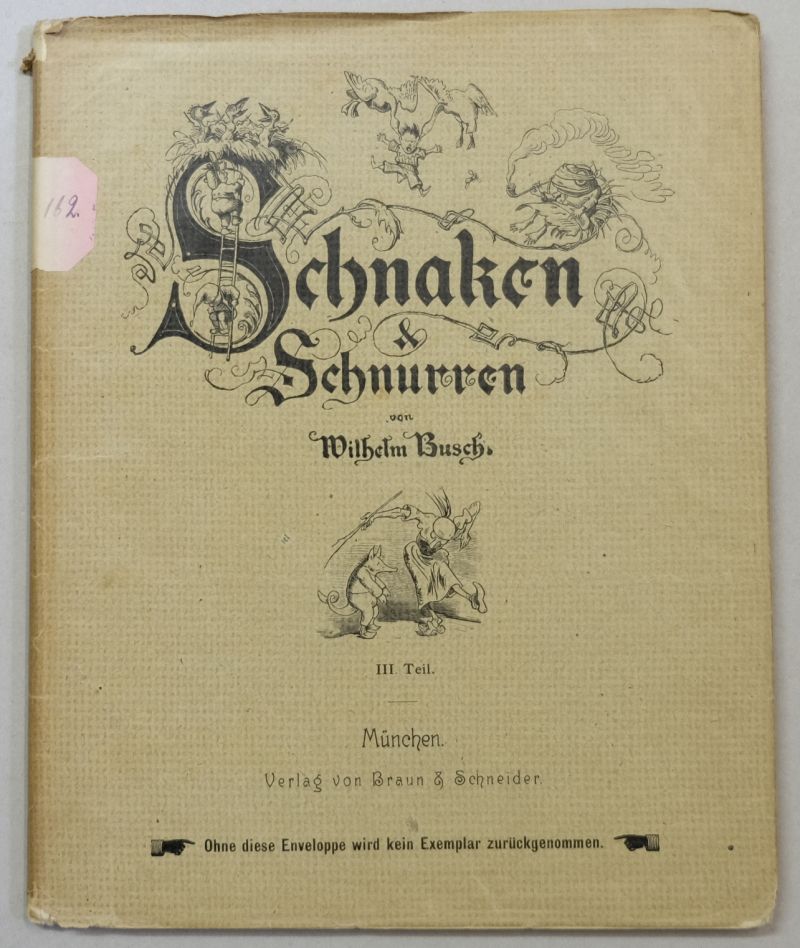 162.
Schnaken
&
Schnurren
von
Wilhelm Busch.
III. Teil.
München.
Verlag von Braun & Schneider.
Ohne diese Enveloppe wird kein Exemplar zurückgenommen.